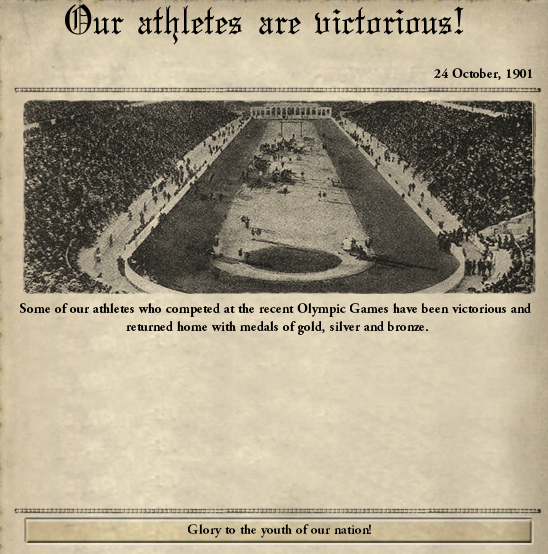 Our athletes are victorious!
24 October, 1901
Some of our athletes who competed at the recent Olympic Games have been victorious and
returned home with medals of gold, silver and bronze.
Glory to the youth of our nation!